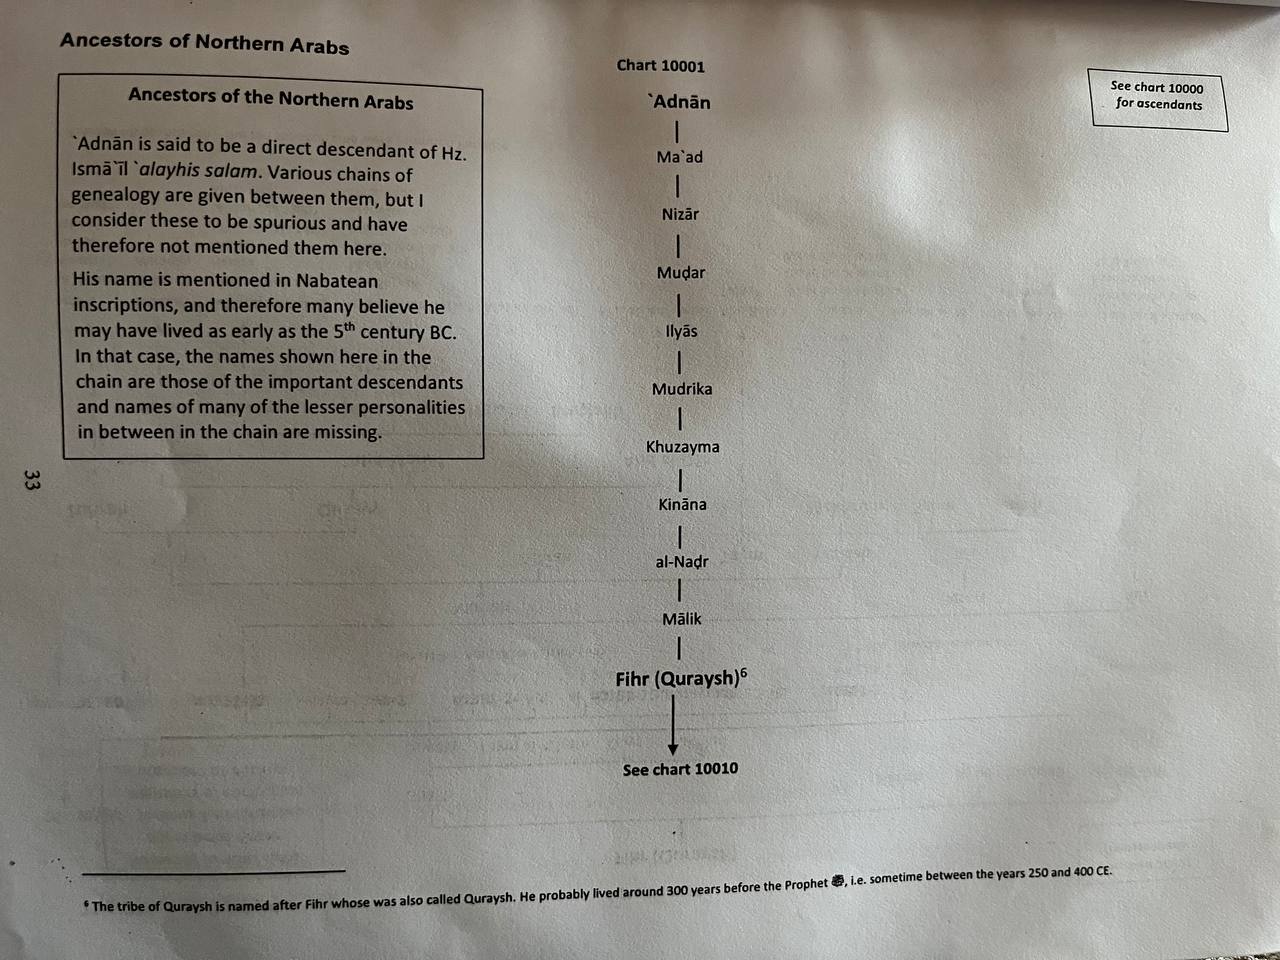 Ancestors of Northern Arabs
Ancestors of the Northern Arabs
`Adnān is said to be a direct descendant of Hz.
Ismā`īl `alayhis salam. Various chains of
genealogy are given between them, but I
consider these to be spurious and have
therefore not mentioned them here.
His name is mentioned in Nabatean
inscriptions, and therefore many believe he
may have lived as early as the 5th century BC.
In that case, the names shown here in the
chain are those of the important descendants
and names of many of the lesser personalities
in between in the chain are missing.
Chart 10001
`Adnān
Ma`ad
Nizār
Muḍar
Ilyās
Mudrika
Khuzayma
Kināna
al-Naḍr
Mālik
Fihr (Quraysh)6
See chart 10010
See chart 10000
for ascendants
33
6 The tribe of Quraysh is named after Fihr whose was also called Quraysh. He probably lived around 300 years before the Prophet ﷺ, i.e. sometime between the years 250 and 400 CE.